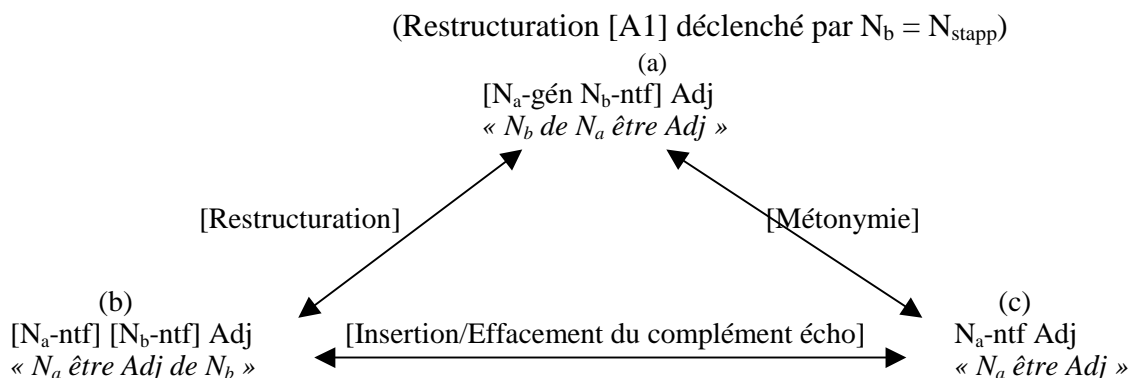 (Restructuration [A1] déclenché par Nb = Nstapp)
(a)
[Na-gén Nb-ntf] Adj
« Nb de Na être Adj »
[Restructuration]
[Métonymie]
(b)
[Na-ntf] [Nb-ntf] Adj
« Na être Adj de Nb »
[Insertion/Effacement du complément écho]
(c)
Na-ntf Adj
« Na être Adj »